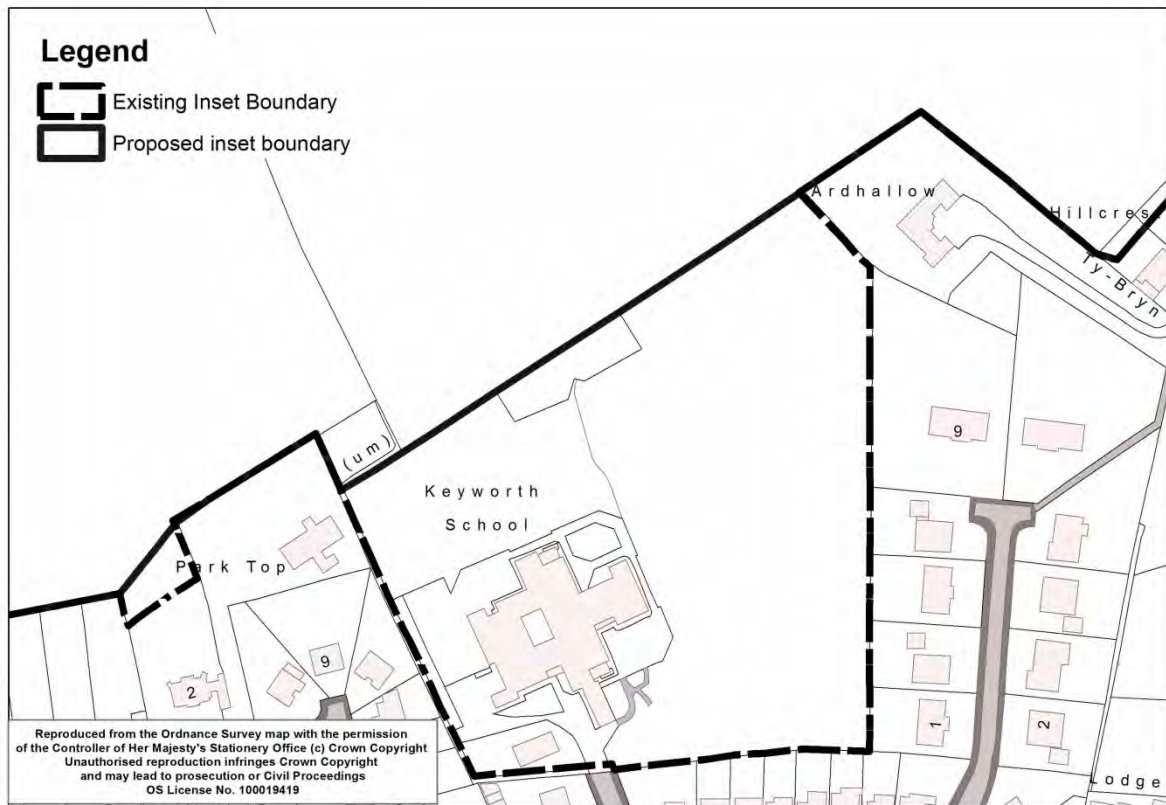 Legend
Existing Inset Boundary
Proposed inset boundary
Ardhallow
Hillcres
Ty-Bryn
(um)
Keyworth
School
9
Park Top
9
2
1
2
Lodge
Reproduced from the Ordnance Survey map with the permission
of the Controller of Her Majesty's Stationery Office (c) Crown Copyright
Unauthorised reproduction infringes Crown Copyright
and may lead to prosecution or Civil Proceedings
OS License No. 100019419